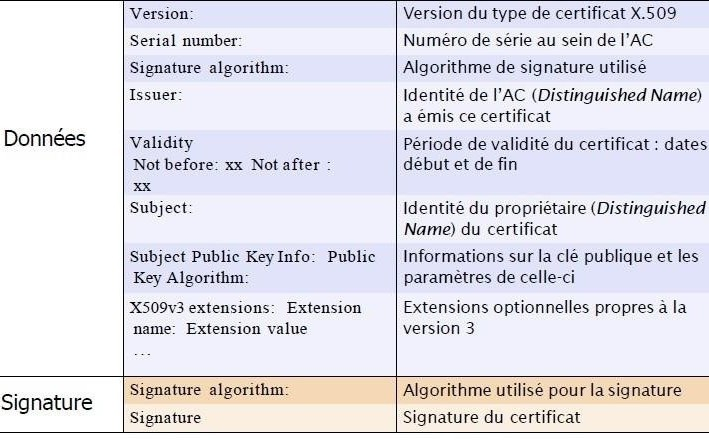 Données
Version:
Version du type de certificat X.509
Serial number:
Numéro de série au sein de l’AC
Signature algorithm:
Algorithme de signature utilisé
Issuer:
Identité de l’AC (Distinguished Name)
a émis ce certificat
Validity
Not before: xx Not after :
xx
Période de validité du certificat : dates
début et de fin
Subject:
Identité du propriétaire (Distinguished
Name) du certificat
Subject Public Key Info: Public
Key Algorithm:
Informations sur la clé publique et les
paramètres de celle-ci
X509v3 extensions: Extension
name: Extension value
...
Extensions optionnelles propres à la
version 3
Signature
Signature algorithm:
Algorithme utilisé pour la signature
Signature
Signature du certificat